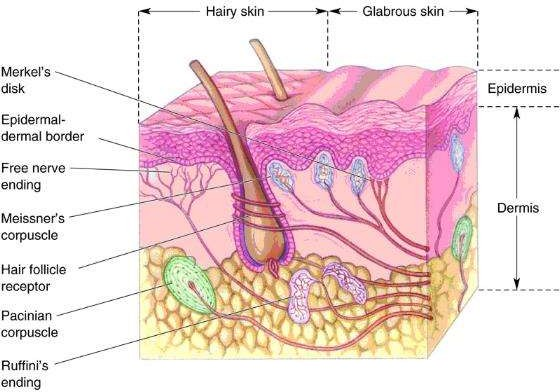 Hairy skin
Glabrous skin
Merkel's
disk
Epidermal-
dermal border
Free nerve
ending
Meissner's
corpuscle
Hair follicle
receptor
Pacinian
corpuscle
Ruffini's
ending
Epidermis
Dermis